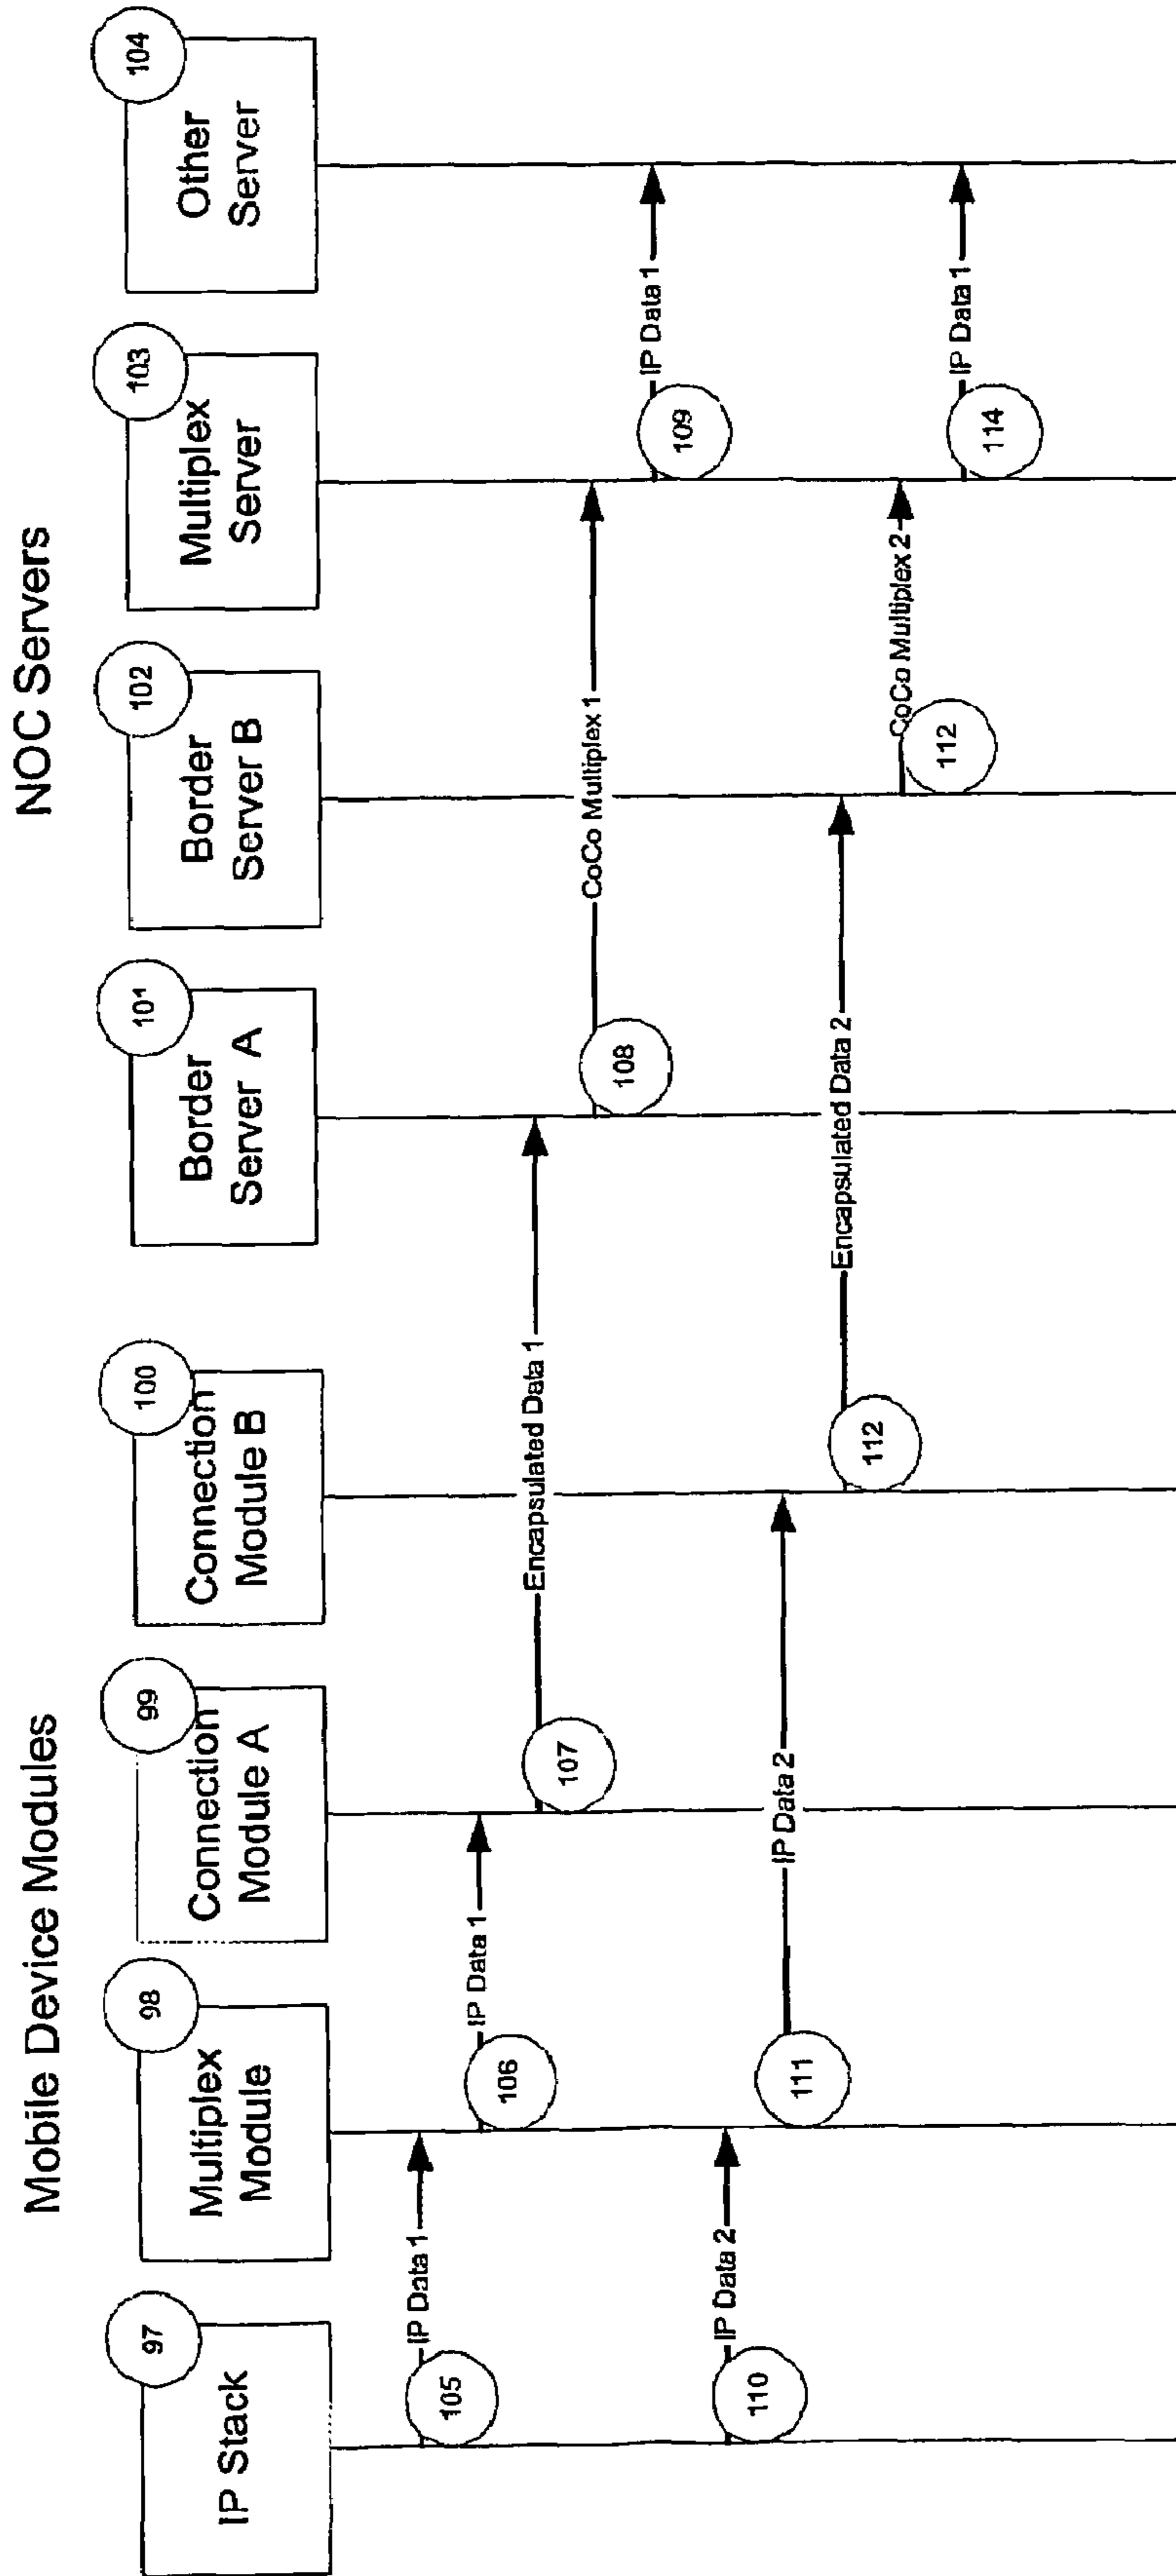 Mobile Device Modules
NOC Servers
97
IP Stack
98
Multiplex
Module
99
Connection
Module A
100
Connection
Module B
101
Border
Server A
102
Border
Server B
103
Multiplex
Server
104
Other
Server
105
IP Data 1
106
IP Data 1
107
Encapsulated Data 1
108
CoCo Multiplex 1
109
IP Data 1
110
IP Data 2
111
IP Data 2
112
Encapsulated Data 2
112
CoCo Multiplex 2
114
IP Data 1